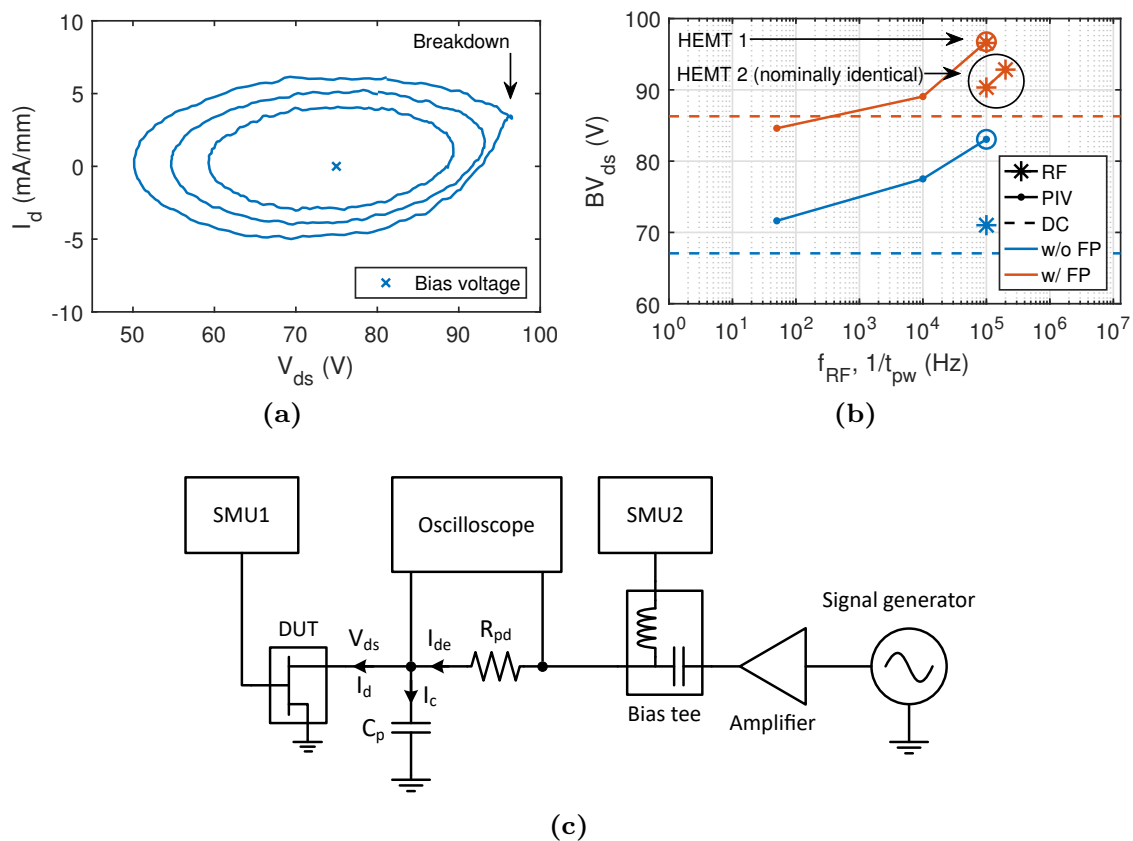 10
5
0
-5
-10
I_d (mA/mm)
Breakdown
Bias voltage
50 60 70 80 90 100
V_ds (V)
(a)
100
90
80
70
60
BV_ds (V)
HEMT 1
HEMT 2 (nominally identical)
RF
PIV
DC
w/o FP
w/ FP
10^0 10^1 10^2 10^3 10^4 10^5 10^6 10^7
f_RF, 1/t_pw (Hz)
(b)
SMU1
Oscilloscope
SMU2
Signal generator
DUT
V_ds
I_de
R_pd
I_d
I_c
C_p
Bias tee
Amplifier
(c)